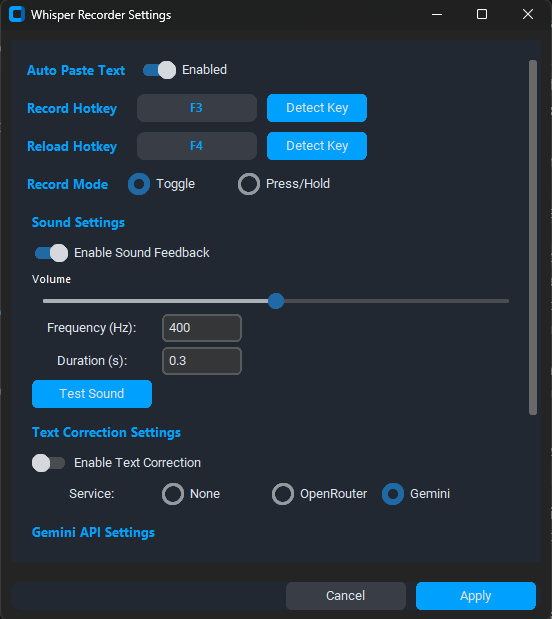 Whisper Recorder Settings
Auto Paste Text Enabled
Record Hotkey F3 Detect Key
Reload Hotkey F4 Detect Key
Record Mode Toggle Press/Hold
Sound Settings
Enable Sound Feedback
Volume
Frequency (Hz): 400
Duration (s): 0.3
Test Sound
Text Correction Settings
Enable Text Correction
Service: None OpenRouter Gemini
Gemini API Settings
Cancel Apply